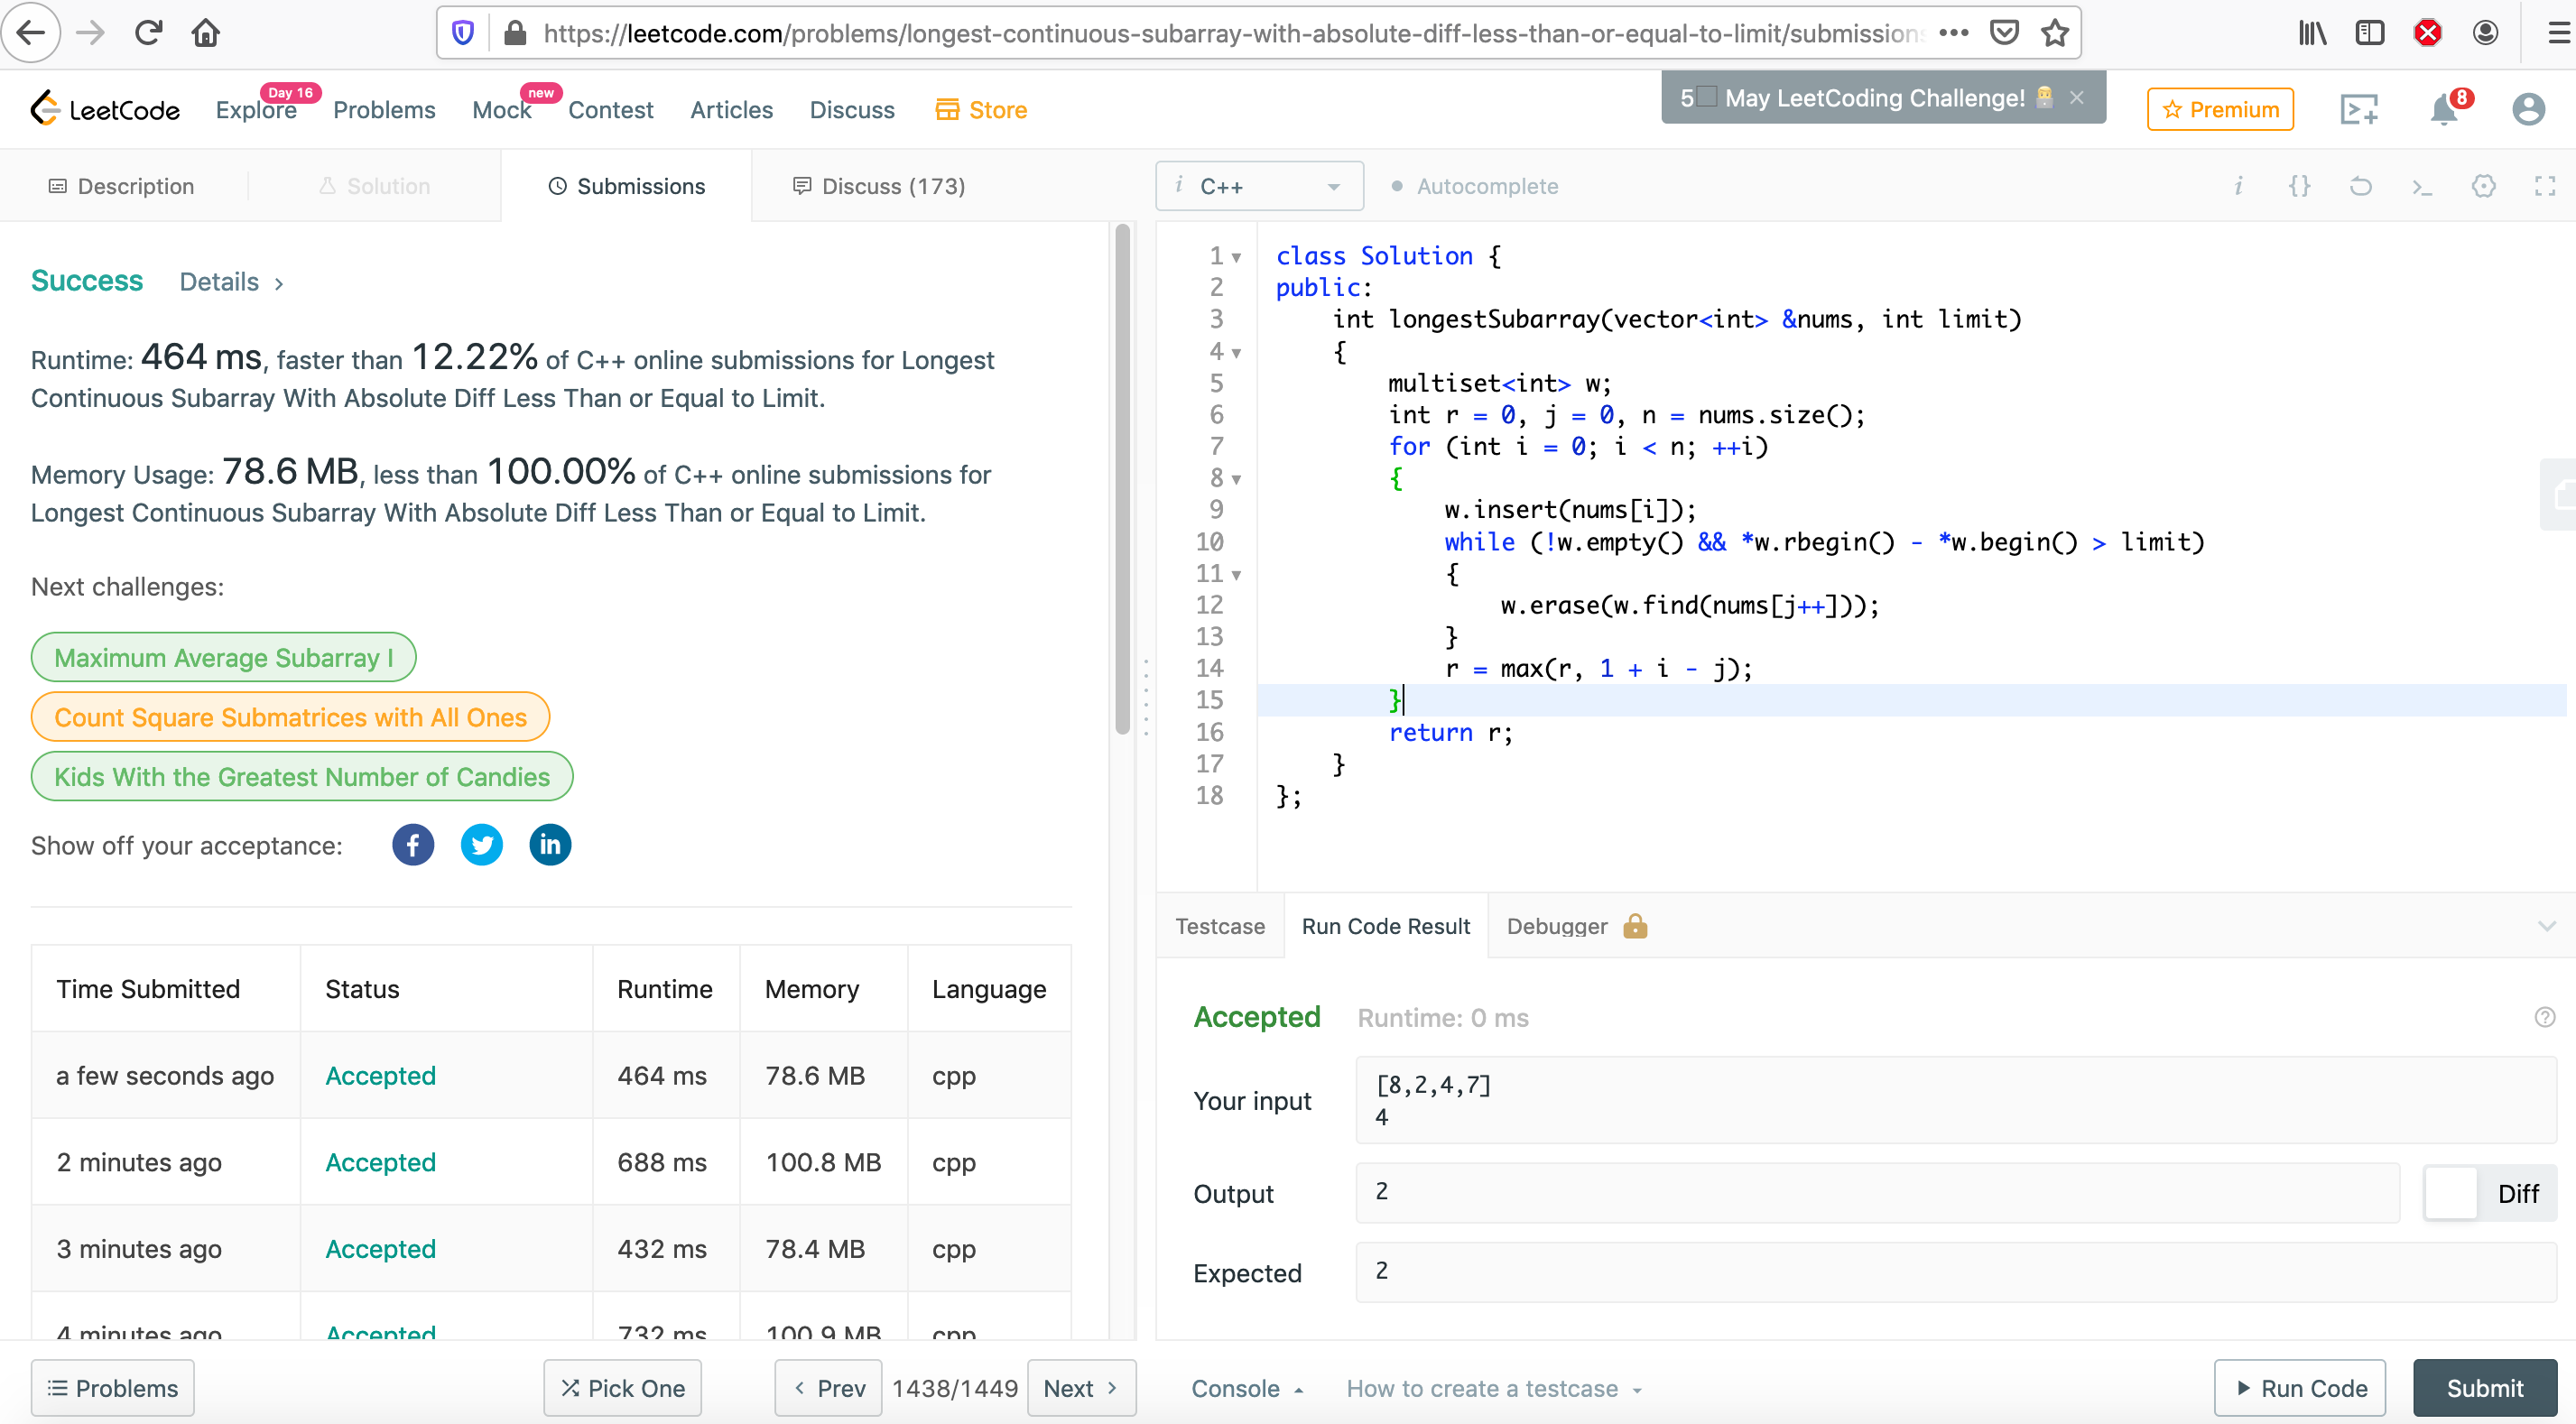 https://leetcode.com/problems/longest-continuous-subarray-with-absolute-diff-less-than-or-equal-to-limit/submissions
LeetCode
Explore
Day 16
Problems
Mock
new
Contest
Articles
Discuss
Store
5 May LeetCoding Challenge!
Premium
8
Description
Solution
Submissions
Discuss (173)
i C++
Autocomplete
Success Details >
Runtime: 464 ms, faster than 12.22% of C++ online submissions for Longest
Continuous Subarray With Absolute Diff Less Than or Equal to Limit.
Memory Usage: 78.6 MB, less than 100.00% of C++ online submissions for
Longest Continuous Subarray With Absolute Diff Less Than or Equal to Limit.
Next challenges:
Maximum Average Subarray I
Count Square Submatrices with All Ones
Kids With the Greatest Number of Candies
Show off your acceptance:
Time Submitted Status Runtime Memory Language
a few seconds ago Accepted 464 ms 78.6 MB cpp
2 minutes ago Accepted 688 ms 100.8 MB cpp
3 minutes ago Accepted 432 ms 78.4 MB cpp
4 minutes ago Accepted 732 ms 100.9 MB cpp
Problems
Pick One
< Prev
1438/1449
Next >
1 class Solution {
2 public:
3 int longestSubarray(vector<int> &nums, int limit)
4 {
5 multiset<int> w;
6 int r = 0, j = 0, n = nums.size();
7 for (int i = 0; i < n; ++i)
8 {
9 w.insert(nums[i]);
10 while (!w.empty() && *w.rbegin() - *w.begin() > limit)
11 {
12 w.erase(w.find(nums[j++]));
13 }
14 r = max(r, 1 + i - j);
15 }
16 return r;
17 }
18 };
Testcase
Run Code Result
Debugger
Accepted Runtime: 0 ms
Your input
[8,2,4,7]
4
Output
2
Diff
Expected
2
Console
How to create a testcase
Run Code
Submit